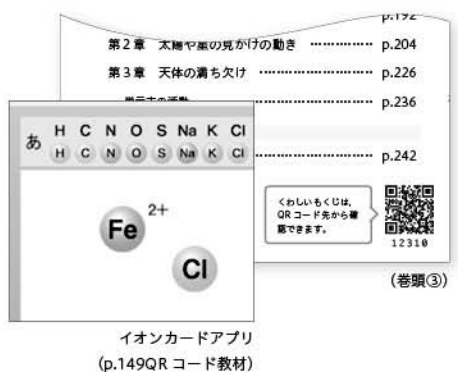 p.192
第2章 太陽や星の見かけの動き ……………… p.204
第3章 天体の満ち欠け ……………… p.226
p.236
p.242
あ H C N O S Na K Cl
H C N O S Na K Cl
Fe 2+
Cl
くわしいもくじは,
QRコード先から確
認できます。
12310
(巻頭③)
イオンカードアプリ
(p.149QRコード教材)